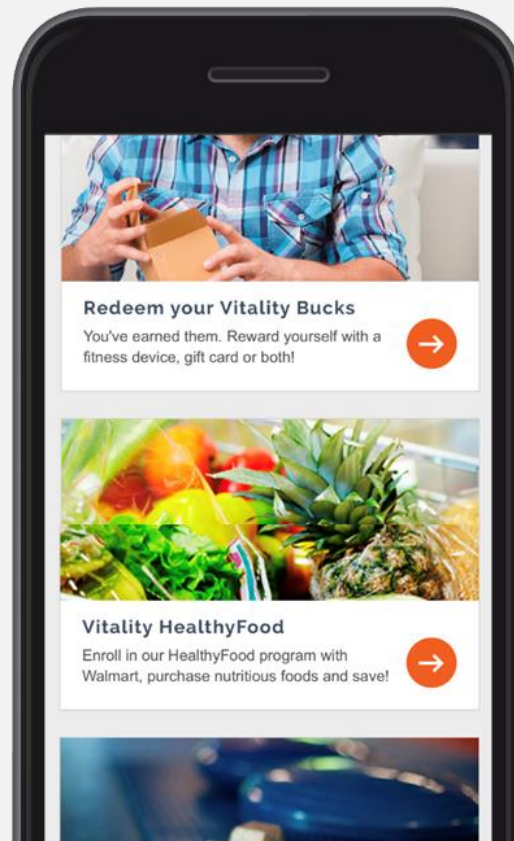 Redeem your Vitality Bucks
You've earned them. Reward yourself with a
fitness device, gift card or both!
Vitality HealthyFood
Enroll in our HealthyFood program with
Walmart, purchase nutritious foods and save!